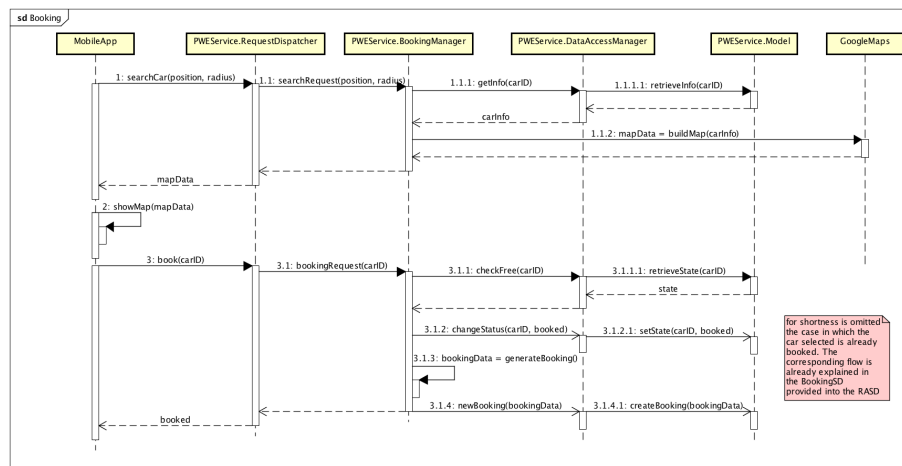 sd Booking
MobileApp
PWEService.RequestDispatcher
PWEService.BookingManager
PWEService.DataAccessManager
PWEService.Model
GoogleMaps
1: searchCar(position, radius)
1.1: searchRequest(position, radius)
1.1.1: getInfo(carID)
1.1.1.1: retrieveInfo(carID)
carInfo
1.1.2: mapData = buildMap(carInfo)
mapData
2: showMap(mapData)
3: book(carID)
3.1: bookingRequest(carID)
3.1.1: checkFree(carID)
3.1.1.1: retrieveState(carID)
state
3.1.2: changeStatus(carID, booked)
3.1.2.1: setState(carID, booked)
3.1.3: bookingData = generateBooking()
3.1.4: newBooking(bookingData)
3.1.4.1: createBooking(bookingData)
booked
for shortness is omitted
the case in which the
car selected is already
booked. The
corresponding flow is
already explained in
the BookingSD
provided into the RASD